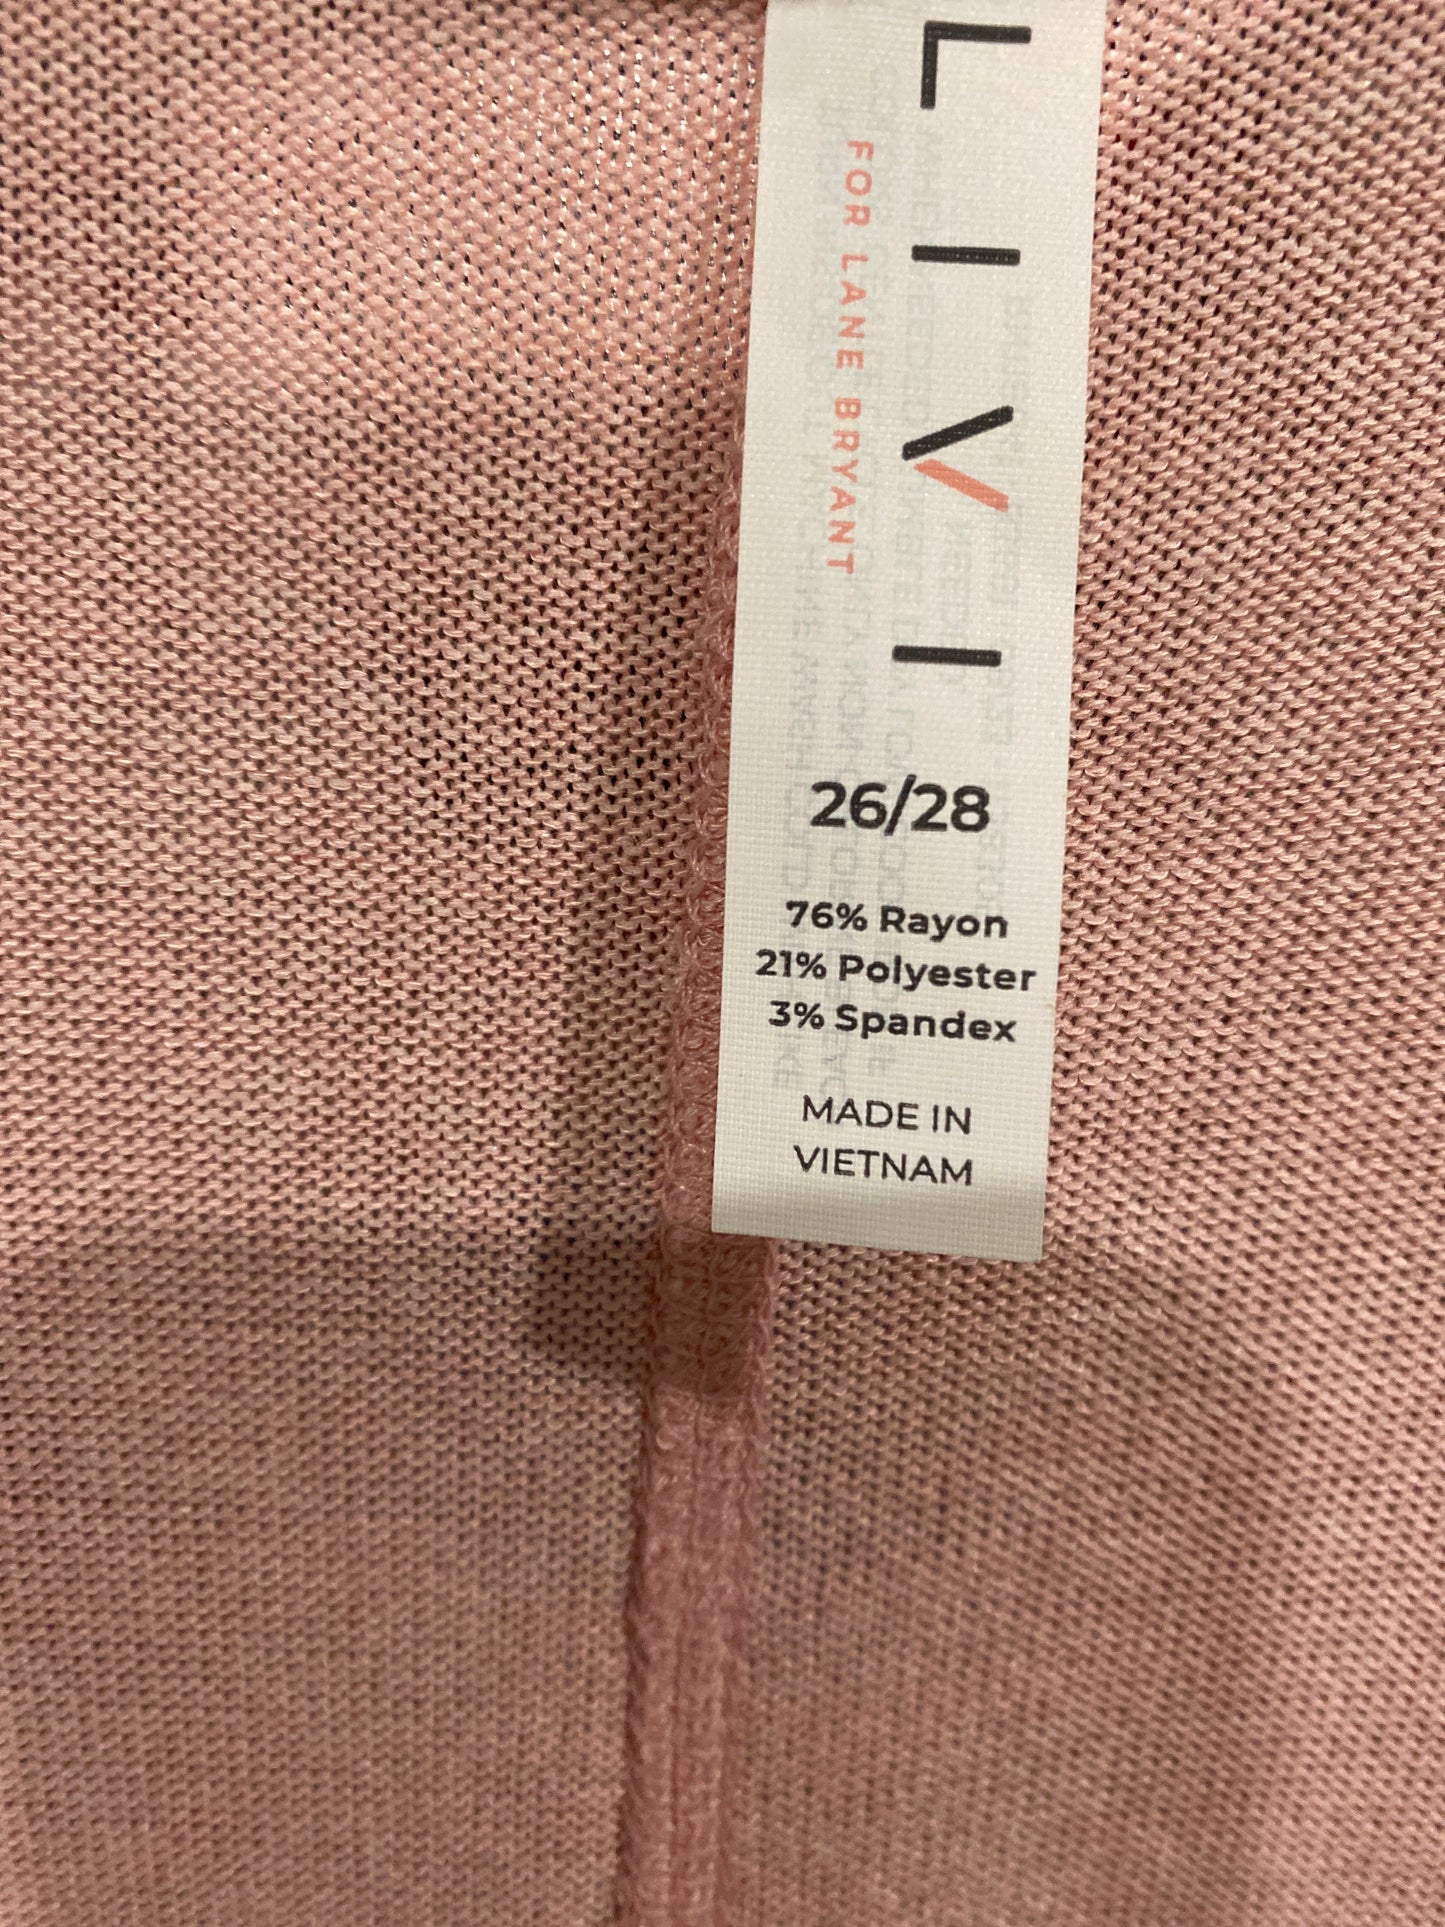 LIVI
FOR LANE BRYANT
26/28
76% Rayon
21% Polyester
3% Spandex
MADE IN
VIETNAM